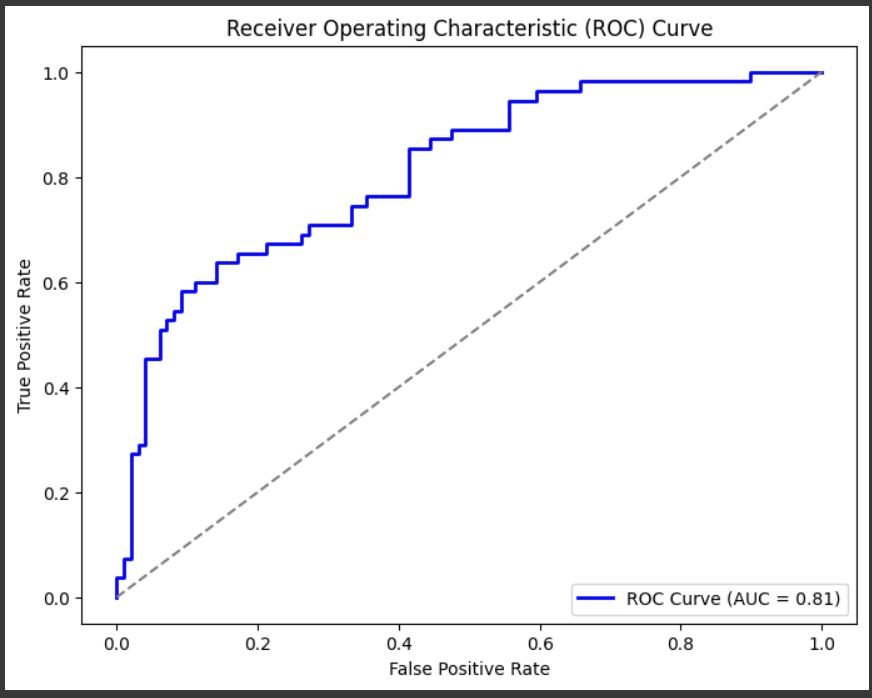 Receiver Operating Characteristic (ROC) Curve
1.0
0.8
0.6
0.4
0.2
0.0
True Positive Rate
0.0 0.2 0.4 0.6 0.8 1.0
False Positive Rate
ROC Curve (AUC = 0.81)